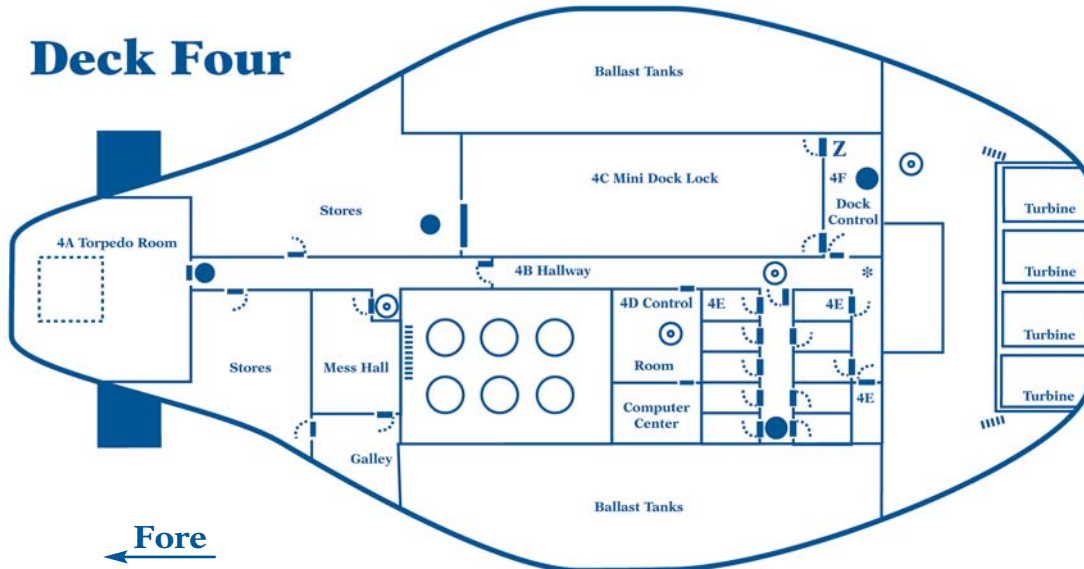 Deck Four
Ballast Tanks
Z
4C Mini Dock Lock
4F
Dock
Control
Stores
4A Torpedo Room
4B Hallway
*
Turbine
Turbine
Turbine
Turbine
4D Control
Room
4E
4E
4E
Stores
Mess Hall
Computer
Center
Galley
Ballast Tanks
Fore